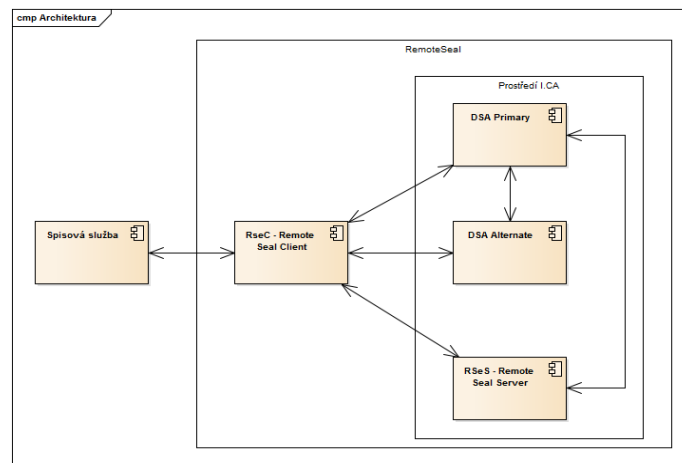 cmp Architektura
RemoteSeal
Prostředí I.CA
DSA Primary
Spisová služba
RseC - Remote
Seal Client
DSA Alternate
RSeS - Remote
Seal Server